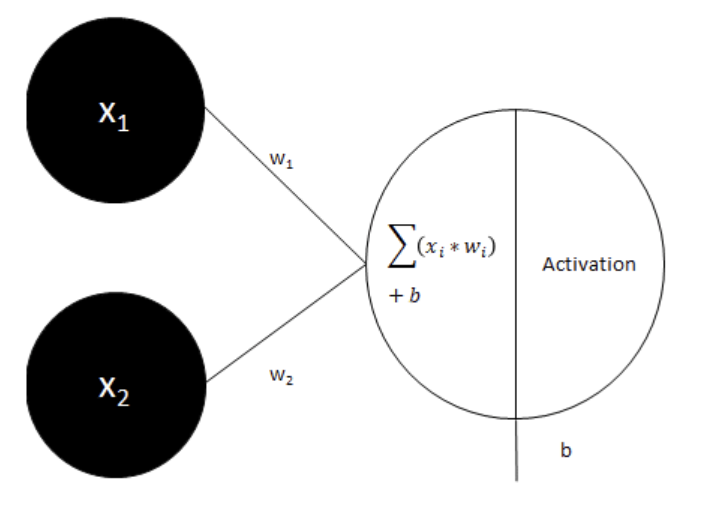 x₁
w₁
∑(xᵢ * wᵢ)
+ b
Activation
x₂
w₂
b